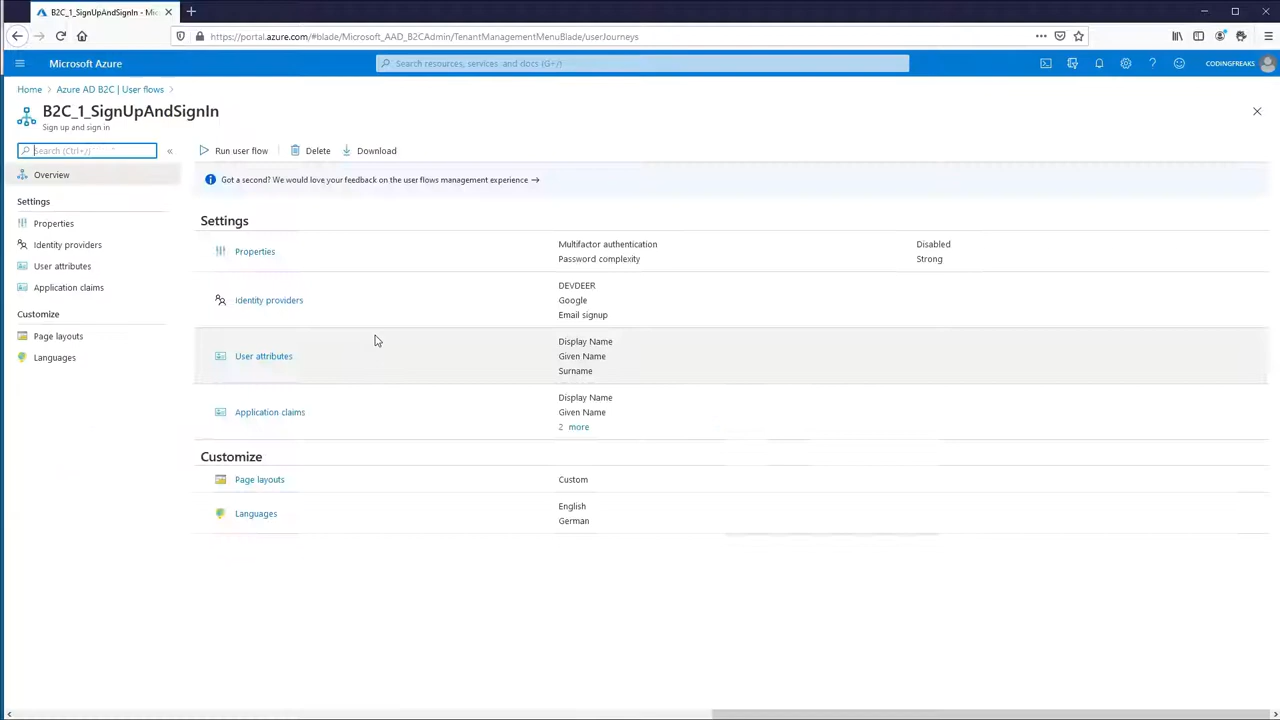 B2C_1_SignUpAndSignIn - Mi
https://portal.azure.com/#blade/Microsoft_AAD_B2CAdmin/TenantManagementMenuBlade/userJourneys
Microsoft Azure
Search resources, services, and docs (G+/)
CODINGFREAKS
Home > Azure AD B2C | User flows >
B2C_1_SignUpAndSignIn
Sign up and sign in
Search (Ctrl+/)
«
Run user flow
Delete
Download
Overview
Got a second? We would love your feedback on the user flows management experience →
Settings
Properties
Identity providers
User attributes
Application claims
Customize
Page layouts
Languages
Settings
Properties
Multifactor authentication
Disabled
Password complexity
Strong
Identity providers
DEVDEER
Google
Email signup
User attributes
Display Name
Given Name
Surname
Application claims
Display Name
Given Name
2 more
Customize
Page layouts
Custom
Languages
English
German